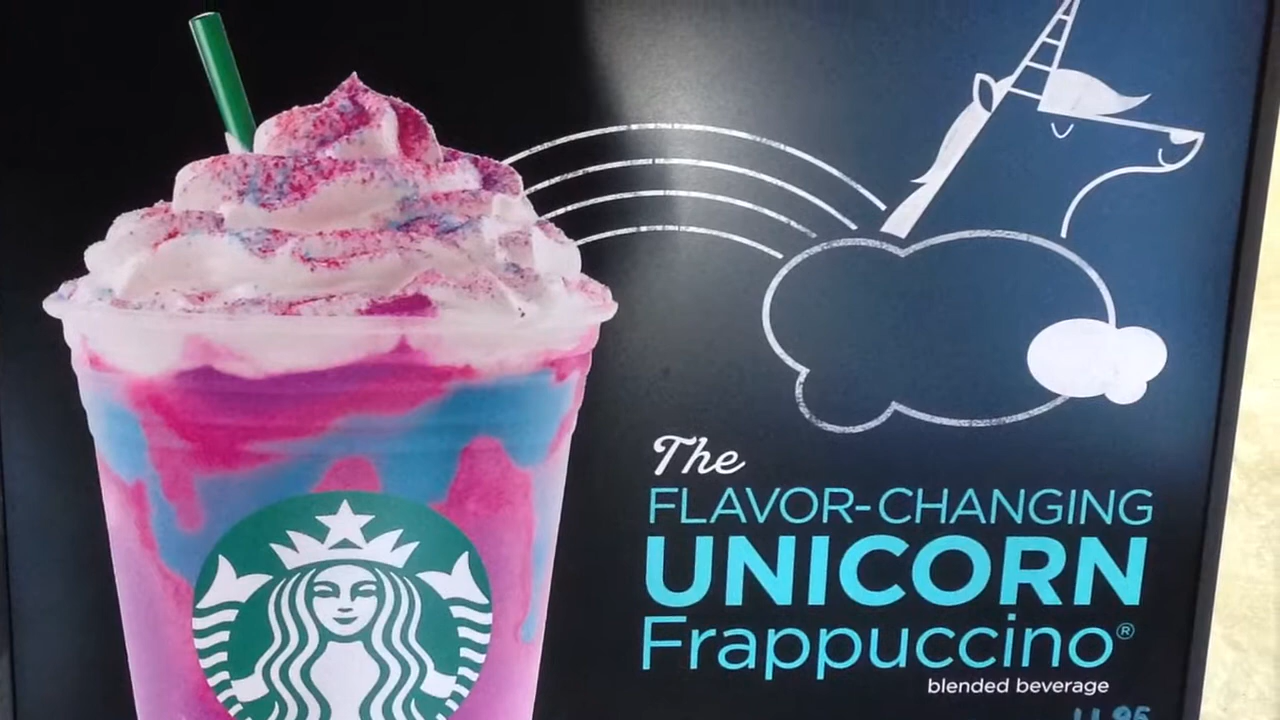 The
FLAVOR-CHANGING
UNICORN
Frappuccino®
blended beverage